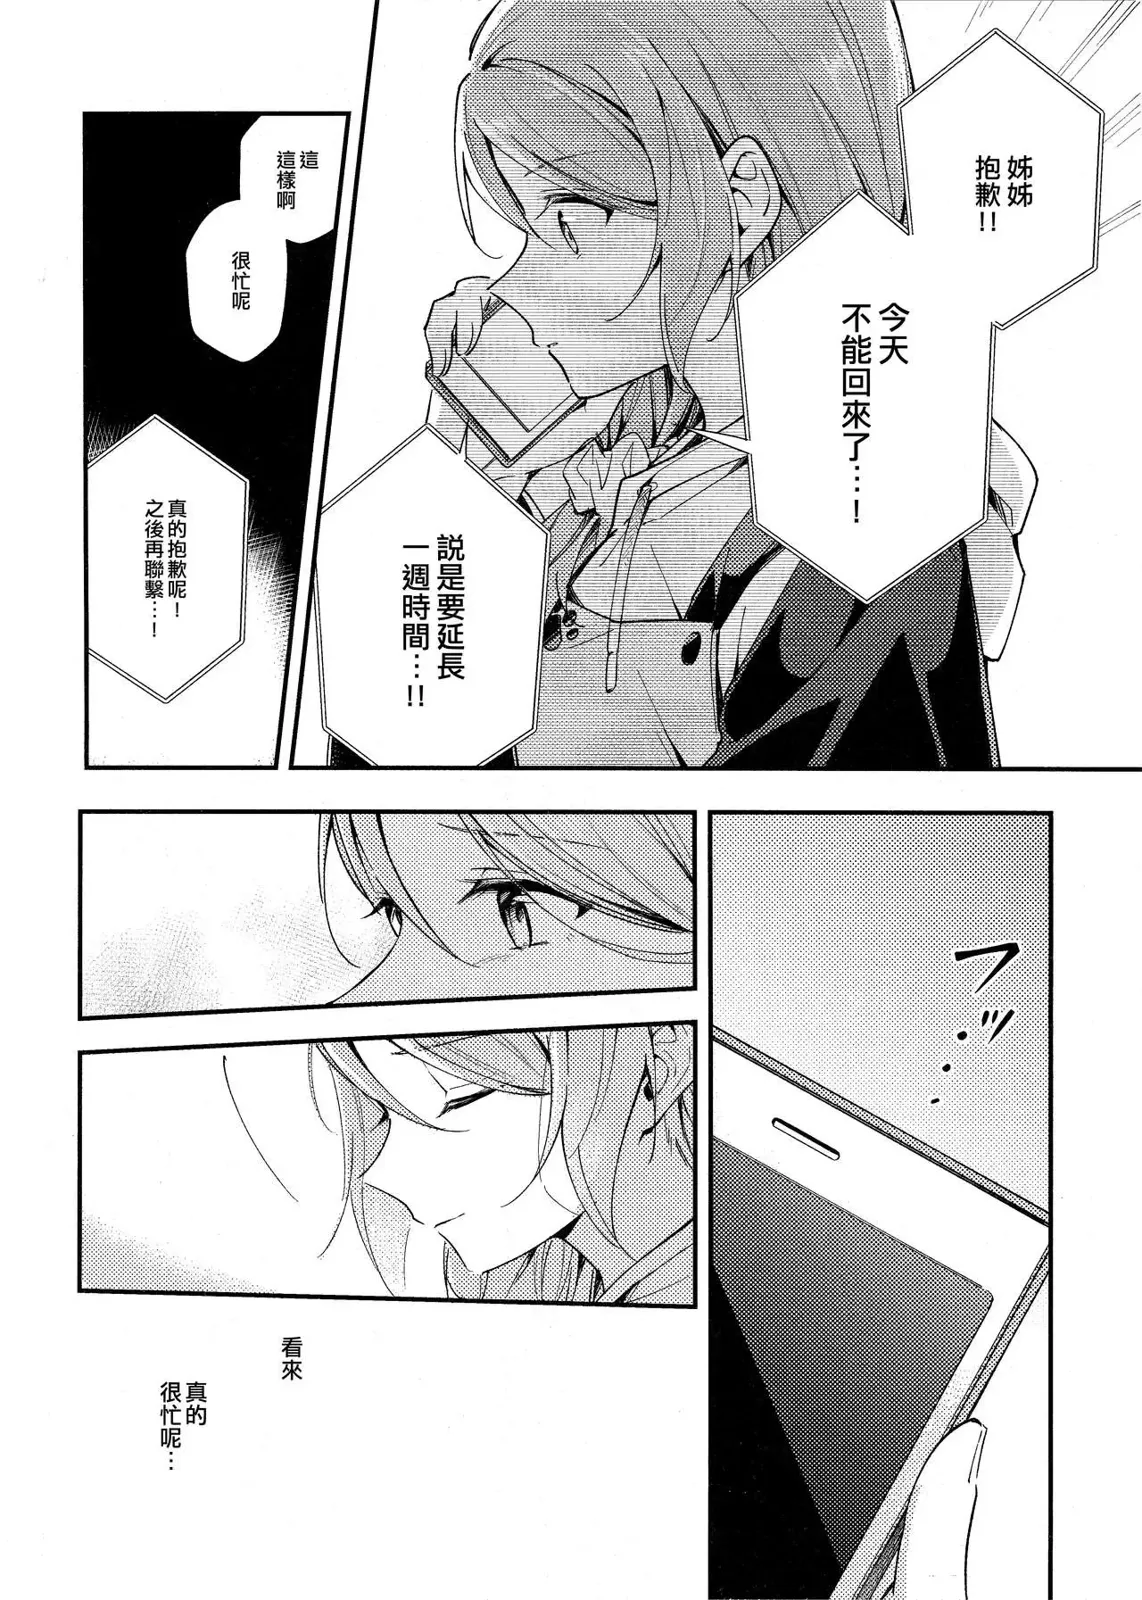 姊姊
抱歉!!
今天
不能回來了…!
說是要延長
一週時間…!!
這
這樣啊
很忙呢
真的抱歉呢！
之後再聯繫…！
プッ…
看來
真的
很忙呢…